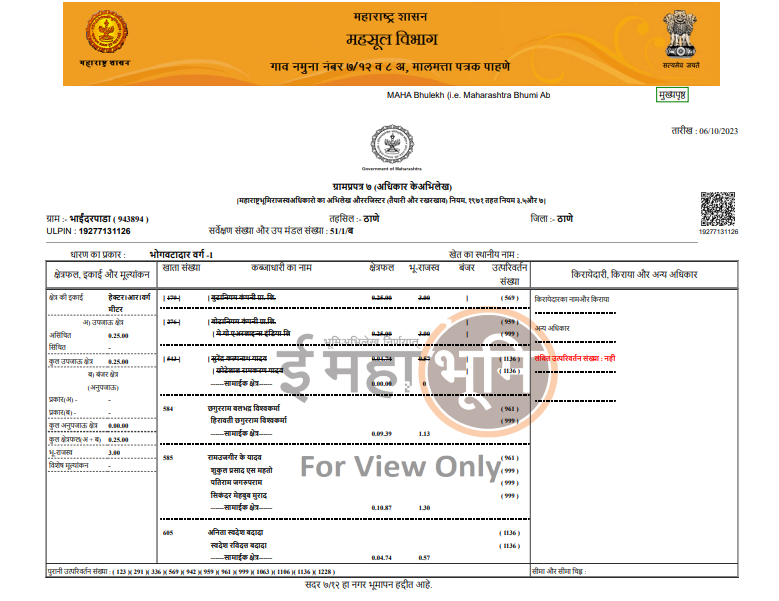 महाराष्ट्र शासन
महसूल विभाग
गाव नमुना नंबर ७/१२ व ८ अ, मालमत्ता पत्रक पाहणे
महाराष्ट्र शासन
सत्यमेव जयते
MAHA Bhulekh (i.e. Maharashtra Bhumi Ab
मुख्यपृष्ठ
तारीख : 06/10/2023
Government of Maharashtra
ग्रामप्रपत्र ७ (अधिकार केअभिलेख)
[महाराष्ट्रभूमिराजस्वअधिकारो का अभिलेख औररजिस्टर (तैयारी और रखरखाव) नियम, १९७१ तहत नियम ३,५और ७]
ग्राम :- भाईंदरपाडा ( 943894 ) तहसिल :- ठाणे जिला :- ठाणे
ULPIN : 19277131126 सर्वेक्षण संख्या और उप मंडल संख्या : 51/1/ब
19277131126
धारण का प्रकार : भोगवटादार वर्ग -1 खेत का स्थानीय नाम :
क्षेत्रफल, इकाई और मूल्यांकन खाता संख्या कब्जाधारी का नाम क्षेत्रफल भू-राजस्व बंजर उत्परिवर्तन संख्या किरायेदारी, किराया और अन्य अधिकार
क्षेत्र की इकाई हेक्टर।आर।वर्ग मीटर
अ) उपजाऊ क्षेत्र
असिंचित 0.25.00
सिंचित -
कुल उपजाऊ क्षेत्र 0.25.00
ब) बंजर क्षेत्र
(अनुपजाऊ)
प्रकार(अ) - -
प्रकार(ब) - -
कुल अनुपजाऊ क्षेत्र 0.00.00
कुल क्षेत्रफल(अ + ब) 0.25.00
भू-राजस्व 3.00
विशेष मूल्यांकन -
0.25.00 3.00 ( 569 )
( 959 )
0.25.00 3.00 ( 999 )
( 1136 )
( 1136 )
------सामाईक क्षेत्र------ 0.00.00 0
584 छगुरराम बलभद्र विश्वकर्मा ( 961 )
हिरावती छगुरराम विश्वकर्मा ( 999 )
------सामाईक क्षेत्र------ 0.09.39 1.13
585 रामउजगीर के यादव ( 961 )
शुकुल प्रसाद एस महतो ( 999 )
पतिराम जगरुपराम ( 999 )
सिकंदर मेहबुब मुराद ( 999 )
------सामाईक क्षेत्र------ 0.10.87 1.30
605 अनिता स्वदेश बदादा ( 1136 )
स्वदेश रविदत्त बदादा ( 1136 )
------सामाईक क्षेत्र------ 0.04.74 0.57
किरायेदारका नामऔर किराया
अन्य अधिकार
लंबित उत्परिवर्तन संख्या : नही
ई महाभूमि
For View Only
पुरानी उत्परिवर्तन संख्या : ( 123 )( 291 )( 336 )( 569 )( 942 )( 959 )( 961 )( 999 )( 1063 )( 1106 )( 1136 )( 1228 ) सीमा और सीमा चिह्न :
सदर ७/१२ हा नगर भूमापन हद्दीत आहे.